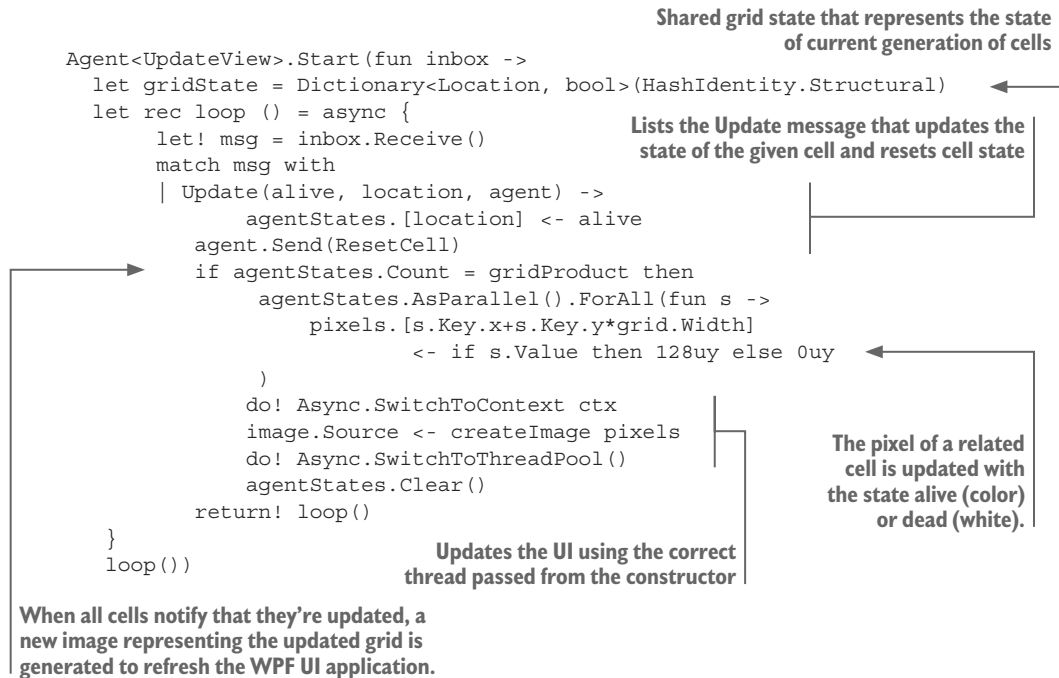 Shared grid state that represents the state
of current generation of cells
Agent<UpdateView>.Start(fun inbox ->
let gridState = Dictionary<Location, bool>(HashIdentity.Structural)
let rec loop () = async {
let! msg = inbox.Receive()
Lists the Update message that updates the
state of the given cell and resets cell state
match msg with
| Update(alive, location, agent) ->
agentStates.[location] <- alive
agent.Send(ResetCell)
if agentStates.Count = gridProduct then
agentStates.AsParallel().ForAll(fun s ->
pixels.[s.Key.x+s.Key.y*grid.Width]
<- if s.Value then 128uy else 0uy
)
do! Async.SwitchToContext ctx
image.Source <- createImage pixels
do! Async.SwitchToThreadPool()
agentStates.Clear()
The pixel of a related
cell is updated with
the state alive (color)
or dead (white).
return! loop()
}
loop())
Updates the UI using the correct
thread passed from the constructor
When all cells notify that they're updated, a
new image representing the updated grid is
generated to refresh the WPF UI application.